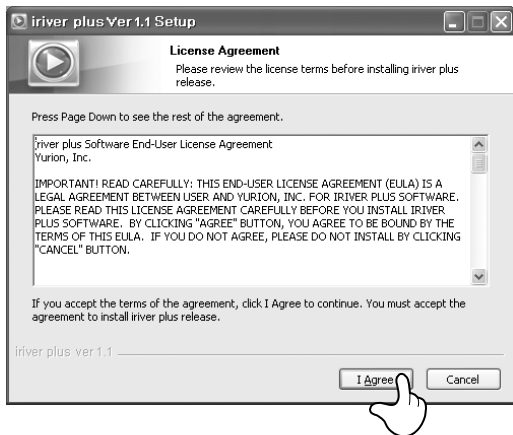 iriver plus Ver 1.1 Setup
License Agreement
Please review the license terms before installing iriver plus
release.
Press Page Down to see the rest of the agreement.
iriver plus Software End-User License Agreement
Yurion, Inc.
IMPORTANT! READ CAREFULLY: THIS END-USER LICENSE AGREEMENT (EULA) IS A
LEGAL AGREEMENT BETWEEN USER AND YURION, INC. FOR IRIVER PLUS SOFTWARE.
PLEASE READ THIS LICENSE AGREEMENT CAREFULLY BEFORE YOU INSTALL IRIVER
PLUS SOFTWARE. BY CLICKING "AGREE" BUTTON, YOU AGREE TO BE BOUND BY THE
TERMS OF THIS EULA. IF YOU DO NOT AGREE, PLEASE DO NOT INSTALL BY CLICKING
"CANCEL" BUTTON.
If you accept the terms of the agreement, click I Agree to continue. You must accept the
agreement to install iriver plus release.
iriver plus ver 1.1
I Agree
Cancel